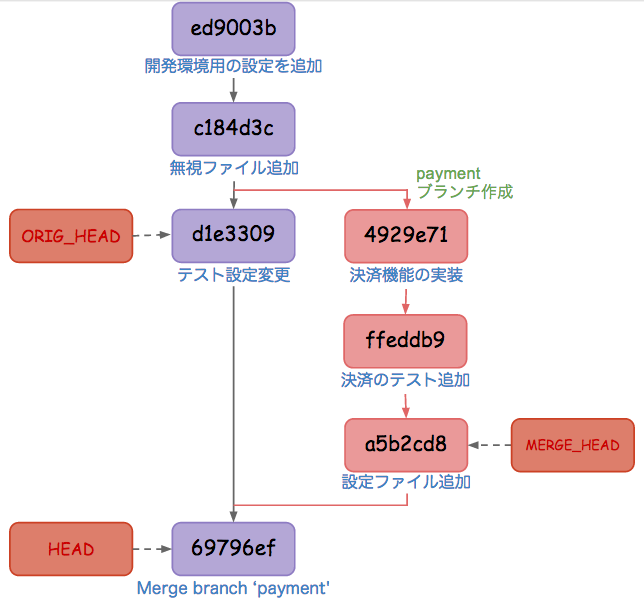 ed9003b
開発環境用の設定を追加
c184d3c
無視ファイル追加
payment
ブランチ作成
ORIG_HEAD
d1e3309
4929e71
テスト設定変更
決済機能の実装
ffeddb9
決済のテスト追加
a5b2cd8
MERGE_HEAD
設定ファイル追加
HEAD
69796ef
Merge branch ‘payment'